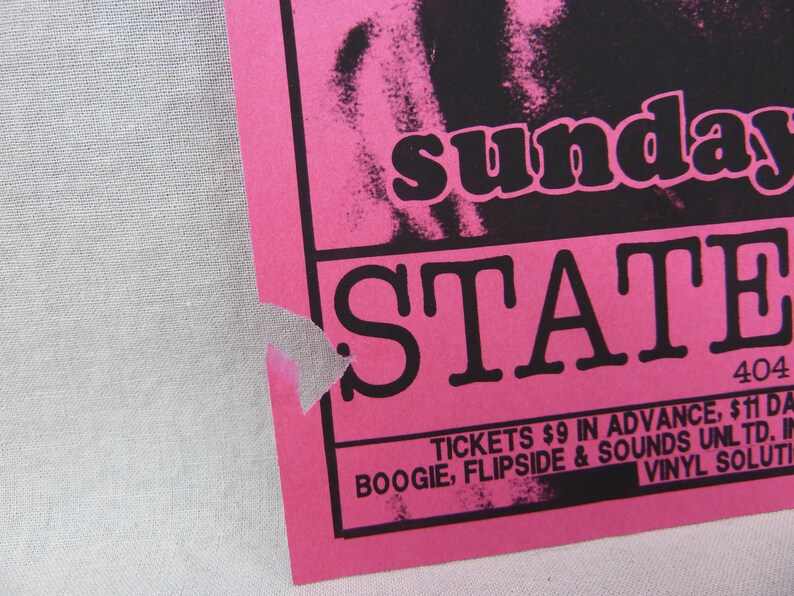 sunday
STATE
404
TICKETS $9 IN ADVANCE, $11 DA
BOOGIE, FLIPSIDE & SOUNDS UNLTD. IN
VINYL SOLUTI